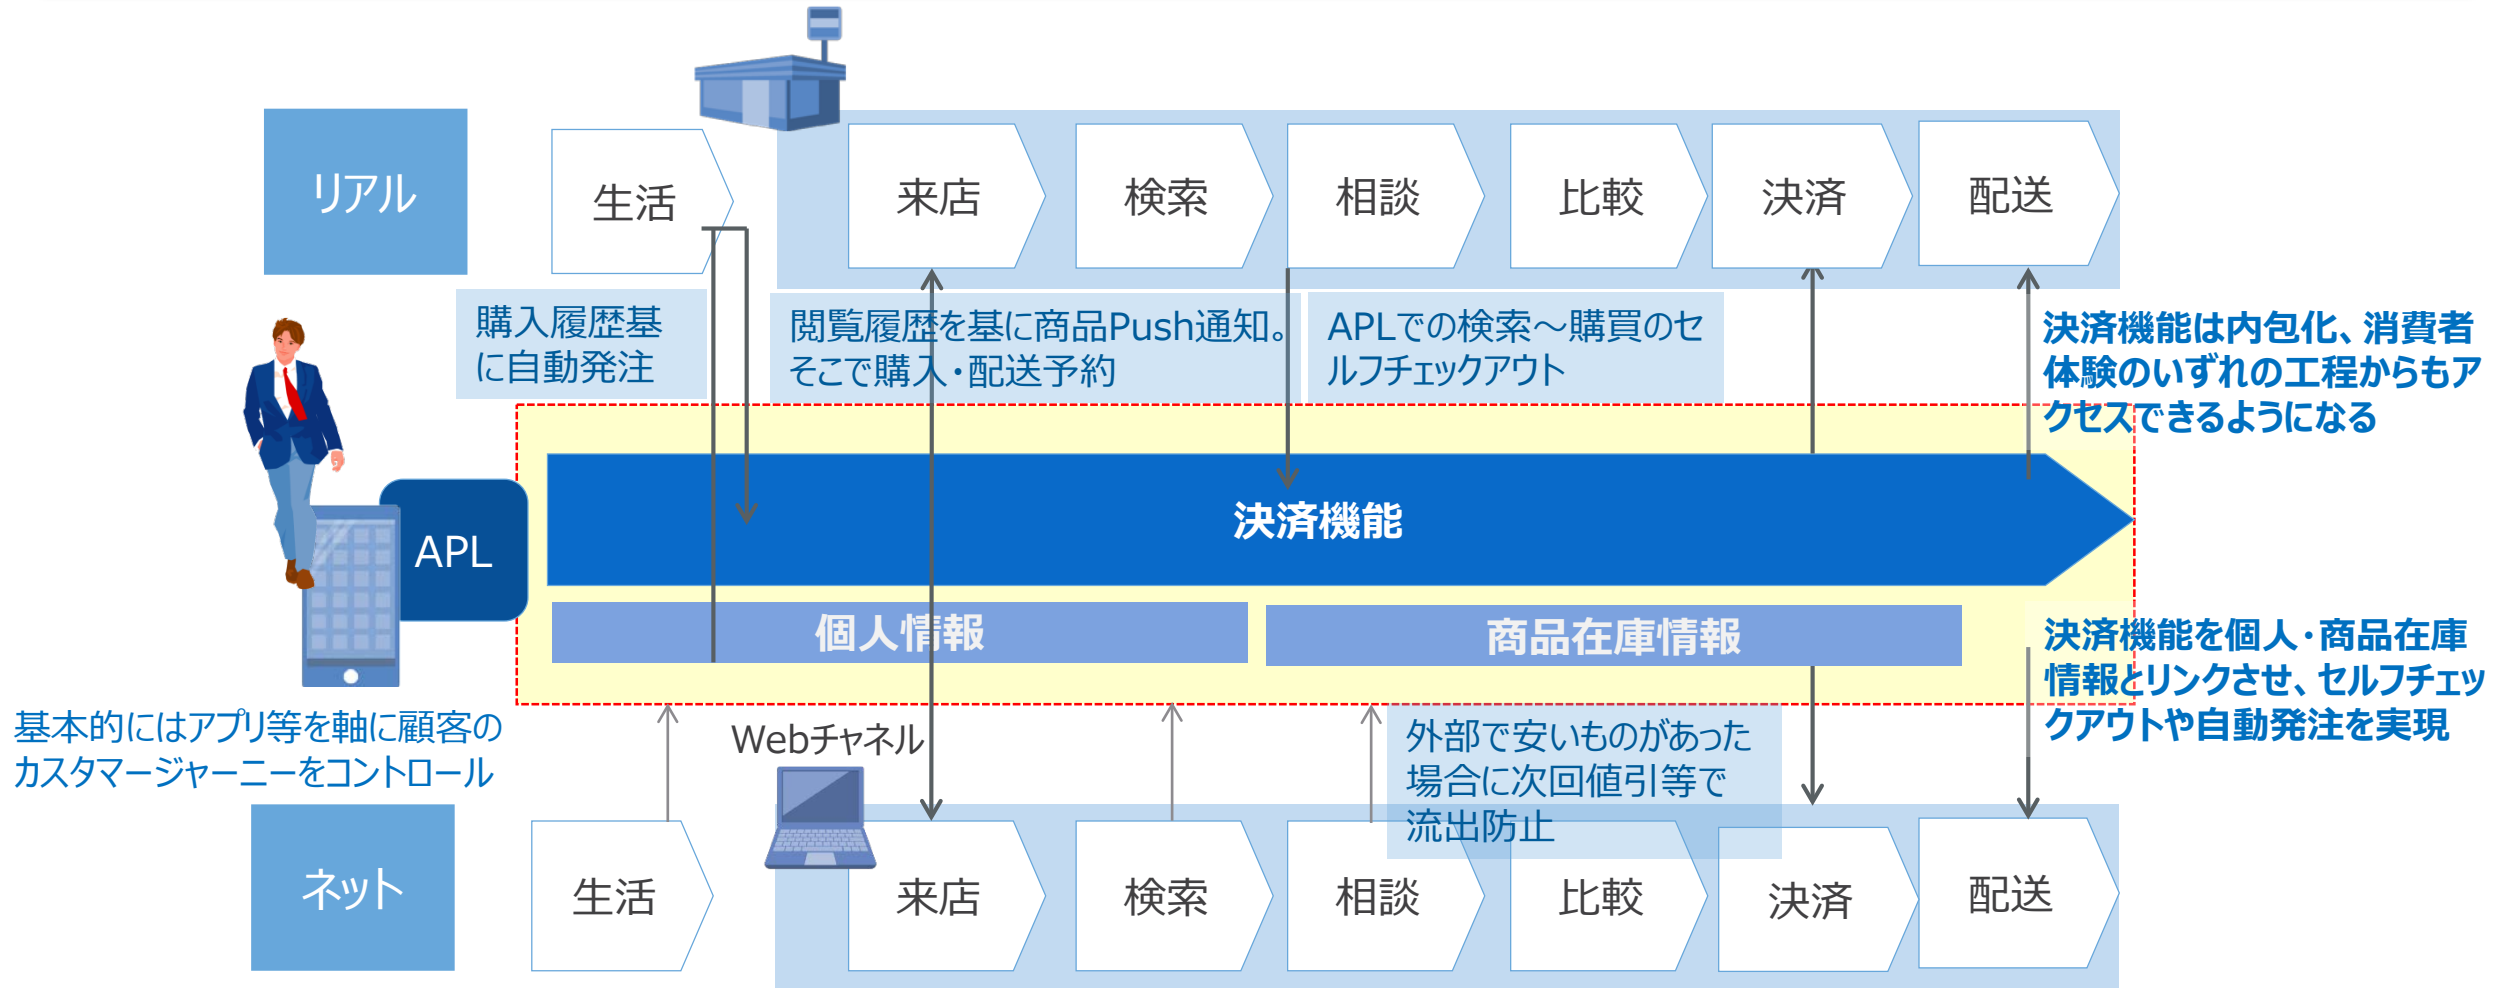 リアル
生活
来店
検索
相談
比較
決済
配送
購入履歴基
に自動発注
閲覧履歴を基に商品Push通知。
そこで購入・配送予約
APLでの検索～購買のセ
ルフチェックアウト
決済機能は内包化、消費者
体験のいずれの工程からもア
クセスできるようになる
APL
決済機能
個人情報
商品在庫情報
決済機能を個人・商品在庫
情報とリンクさせ、セルフチェッ
クアウトや自動発注を実現
基本的にはアプリ等を軸に顧客の
カスタマージャーニーをコントロール
Webチャネル
外部で安いものがあった
場合に次回値引等で
流出防止
ネット
生活
来店
検索
相談
比較
決済
配送